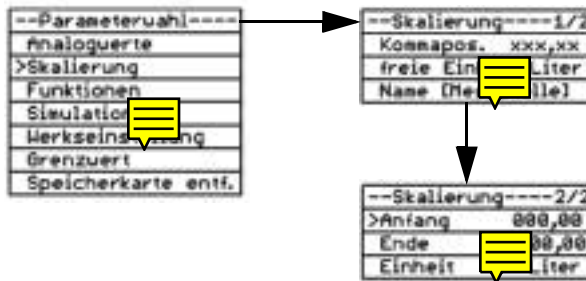 --Parameterwahl----
Analogwerte
>Skalierung
Funktionen
Simulation
Grenzwert
Speicherkarte entf.
--Skalierung----1/2
Kommapos. xxx,xx
freie Liter
Name
--Skalierung----2/2
>Anfang 000,00
Ende
Einheit Liter